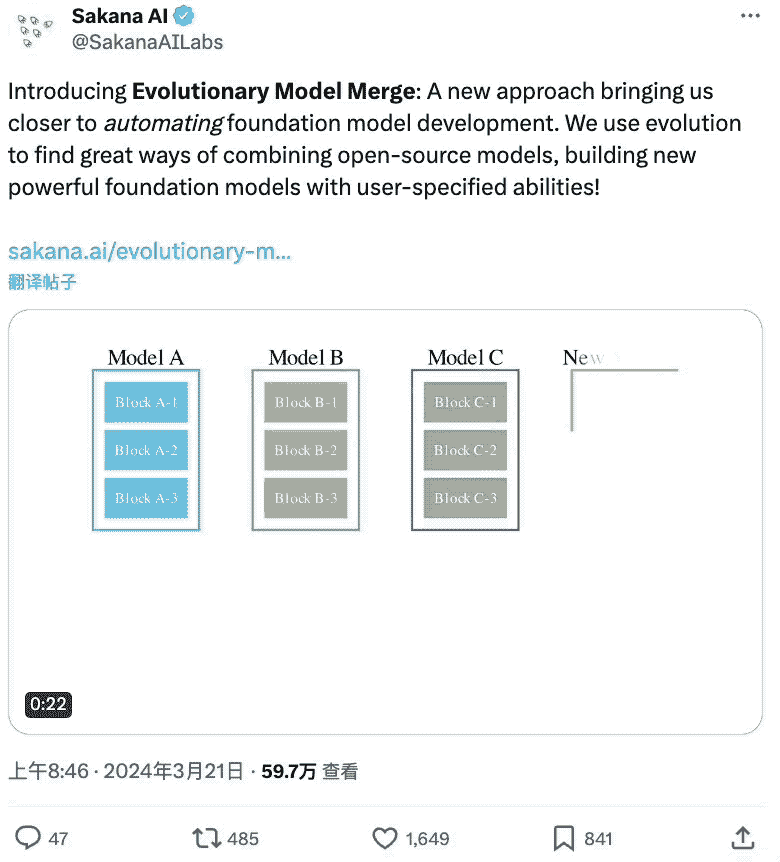 Sakana AI
@SakanaAILabs
Introducing Evolutionary Model Merge: A new approach bringing us
closer to automating foundation model development. We use evolution
to find great ways of combining open-source models, building new
powerful foundation models with user-specified abilities!
sakana.ai/evolutionary-m...
翻译帖子
Model A Model B Model C New
Block A-1 Block B-1 Block C-1
Block A-2 Block B-2 Block C-2
Block A-3 Block B-3 Block C-3
0:22
上午8:46 · 2024年3月21日 · 59.7万 查看
47 485 1,649 841